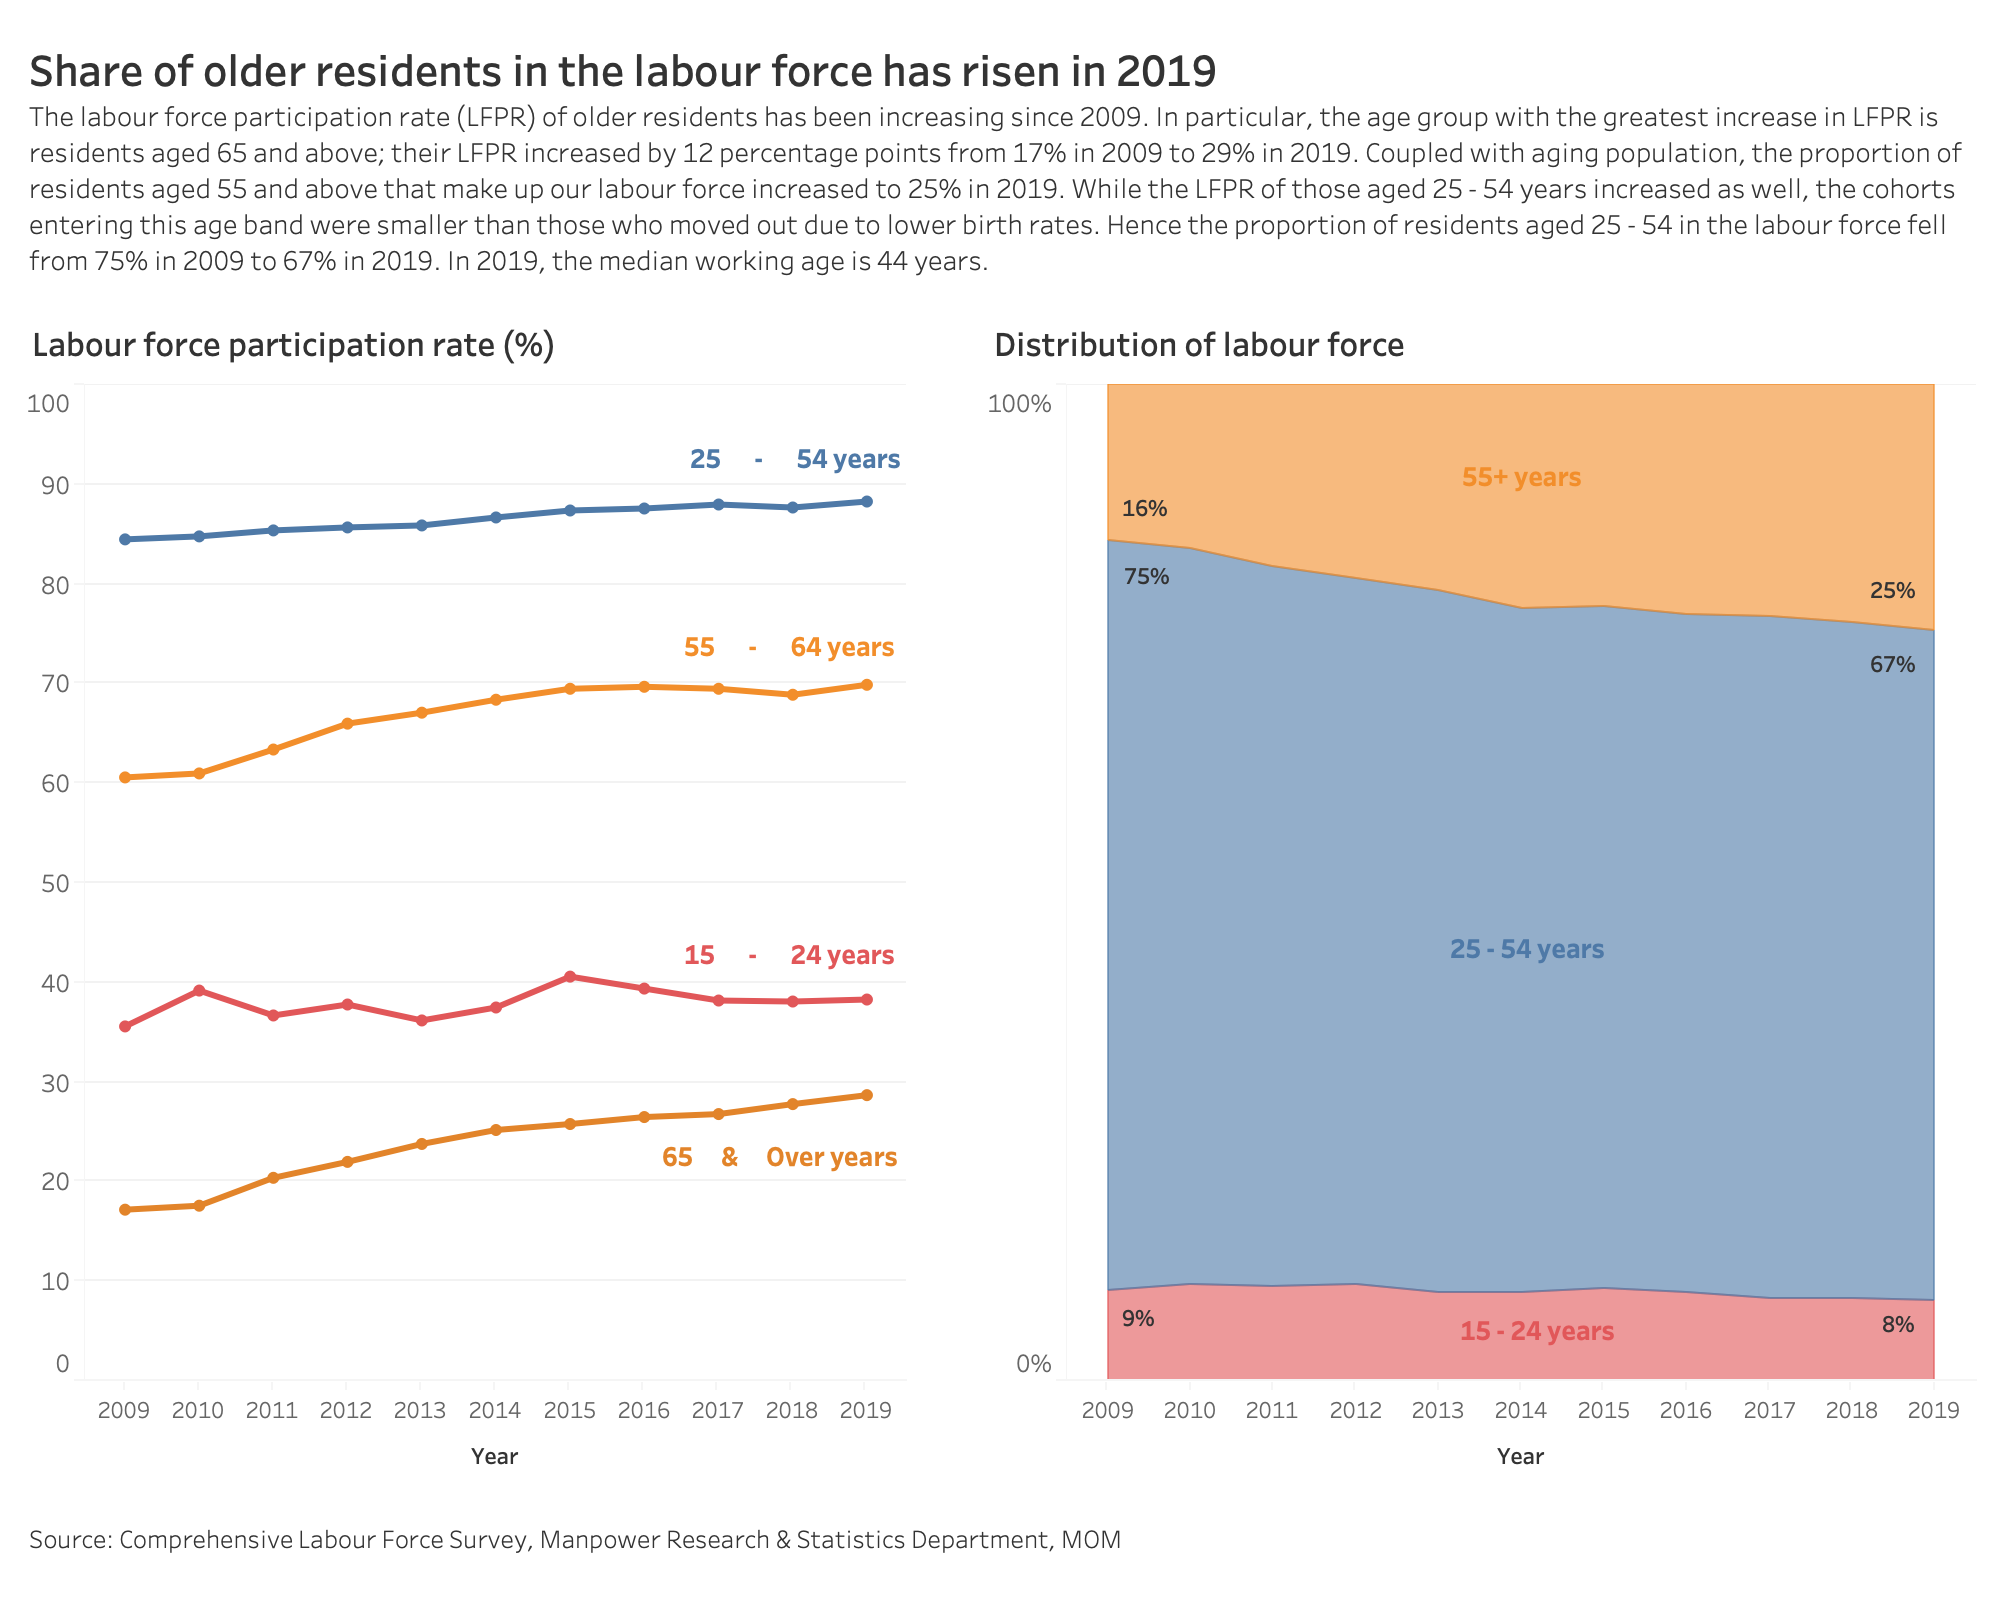 Share of older residents in the labour force has risen in 2019
The labour force participation rate (LFPR) of older residents has been increasing since 2009. In particular, the age group with the greatest increase in LFPR is
residents aged 65 and above; their LFPR increased by 12 percentage points from 17% in 2009 to 29% in 2019. Coupled with aging population, the proportion of
residents aged 55 and above that make up our labour force increased to 25% in 2019. While the LFPR of those aged 25 - 54 years increased as well, the cohorts
entering this age band were smaller than those who moved out due to lower birth rates. Hence the proportion of residents aged 25 - 54 in the labour force fell
from 75% in 2009 to 67% in 2019. In 2019, the median working age is 44 years.
Labour force participation rate (%)
100
90
80
70
60
50
40
30
20
10
0
25 - 54 years
55 - 64 years
15 - 24 years
65 & Over years
2009 2010 2011 2012 2013 2014 2015 2016 2017 2018 2019
Year
Distribution of labour force
100%
0%
55+ years
16%
75%
25%
67%
25 - 54 years
9%
15 - 24 years
8%
2009 2010 2011 2012 2013 2014 2015 2016 2017 2018 2019
Year
Source: Comprehensive Labour Force Survey, Manpower Research & Statistics Department, MOM